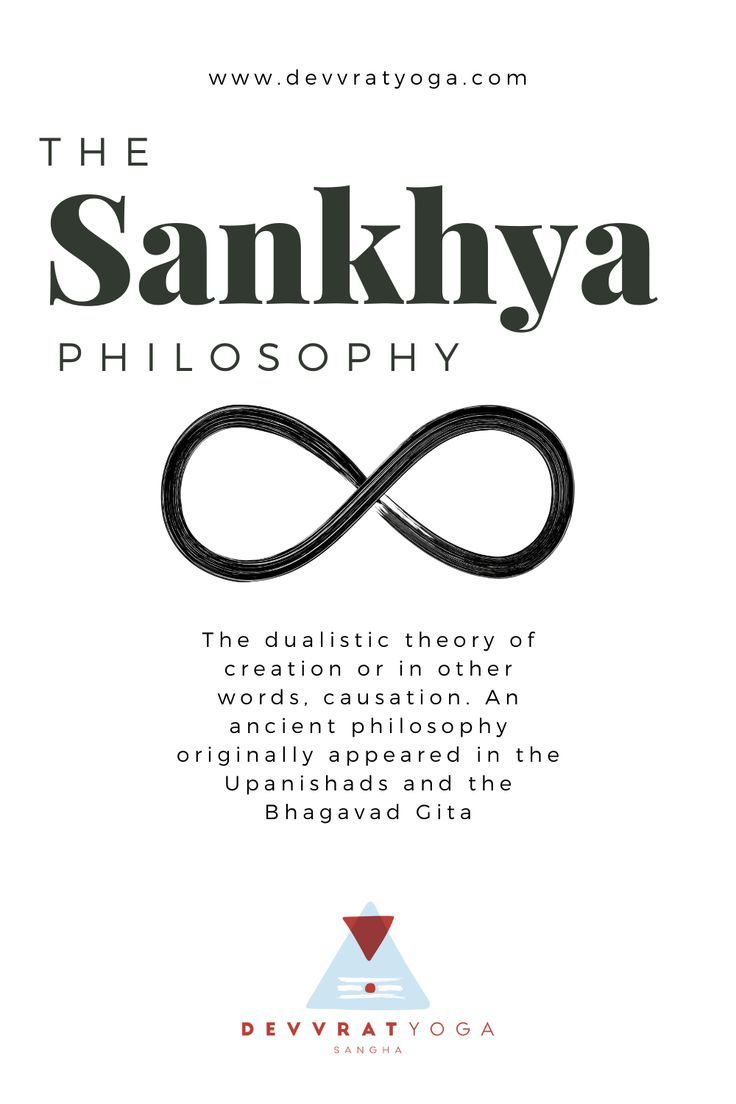 www.devvratyoga.com
THE
Sankhya
PHILOSOPHY
The dualistic theory of
creation or in other
words, causation. An
ancient philosophy
originally appeared in the
Upanishads and the
Bhagavad Gita
DEVVRATYOGA
SANGHA